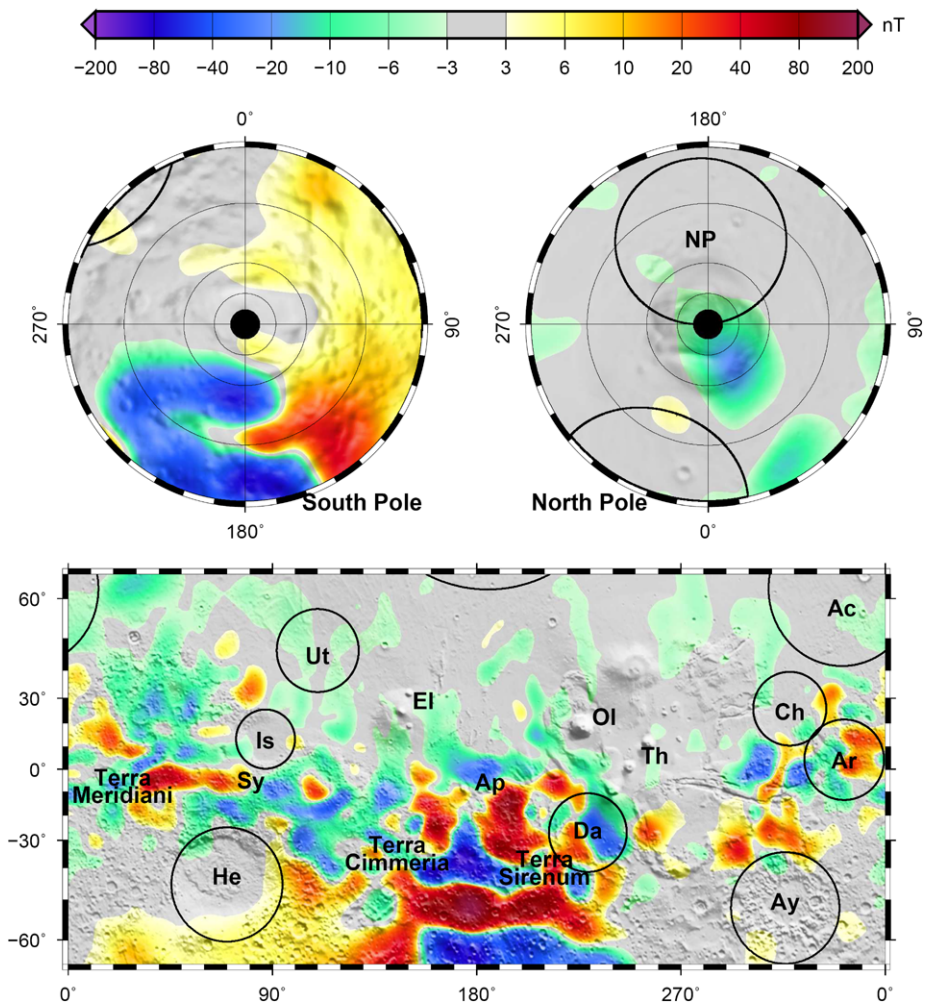 nT
−200 −80 −40 −20 −10 −6 −3 3 6 10 20 40 80 200
0° 180°
NP
270° 90° 270° 90°
South Pole North Pole
180° 0°
60°
Ac
Ut
30°
El
Ch
Ol
Is
Th
Ar
0°
Terra
Meridiani
Sy
Ap
−30°
Da
Terra
Cimmeria
Terra
Sirenum
He
Ay
−60°
0° 90° 180° 270° 0°